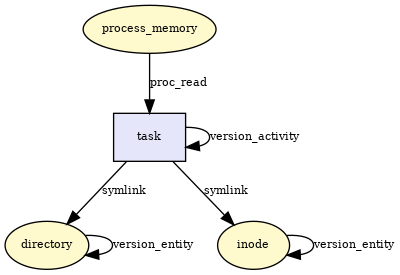 process_memory
proc_read
task
version_activity
symlink
symlink
directory
version_entity
inode
version_entity